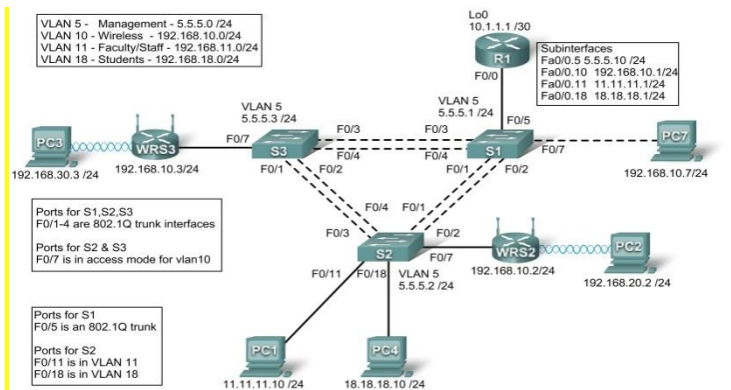 VLAN 5 - Management - 5.5.5.0 /24
VLAN 10 - Wireless - 192.168.10.0/24
VLAN 11 - Faculty/Staff - 192.168.11.0/24
VLAN 18 - Students - 192.168.18.0/24
Lo0
10.1.1.1 /30
R1
F0/0
Subinterfaces
Fa0/0.5 5.5.5.10 /24
Fa0/0.10 192.168.10.1/24
Fa0/0.11 11.11.11.1/24
Fa0/0.18 18.18.18.1/24
VLAN 5
5.5.5.3 /24
VLAN 5
5.5.5.1 /24
F0/5
PC3
WRS3
F0/7
S3
F0/3
F0/3
F0/4
F0/4
S1
F0/7
PC7
192.168.30.3 /24
192.168.10.3/24
F0/1
F0/2
F0/1
F0/2
192.168.10.7/24
Ports for S1,S2,S3
F0/1-4 are 802.1Q trunk interfaces
Ports for S2 & S3
F0/7 is in access mode for vlan10
F0/4
F0/1
F0/3
F0/2
S2
F0/7
WRS2
PC2
F0/11
F0/18
VLAN 5
5.5.5.2 /24
192.168.10.2/24
192.168.20.2 /24
Ports for S1
F0/5 is an 802.1Q trunk
Ports for S2
F0/11 is in VLAN 11
F0/18 is in VLAN 18
PC1
PC4
11.11.11.10 /24
18.18.18.10 /24